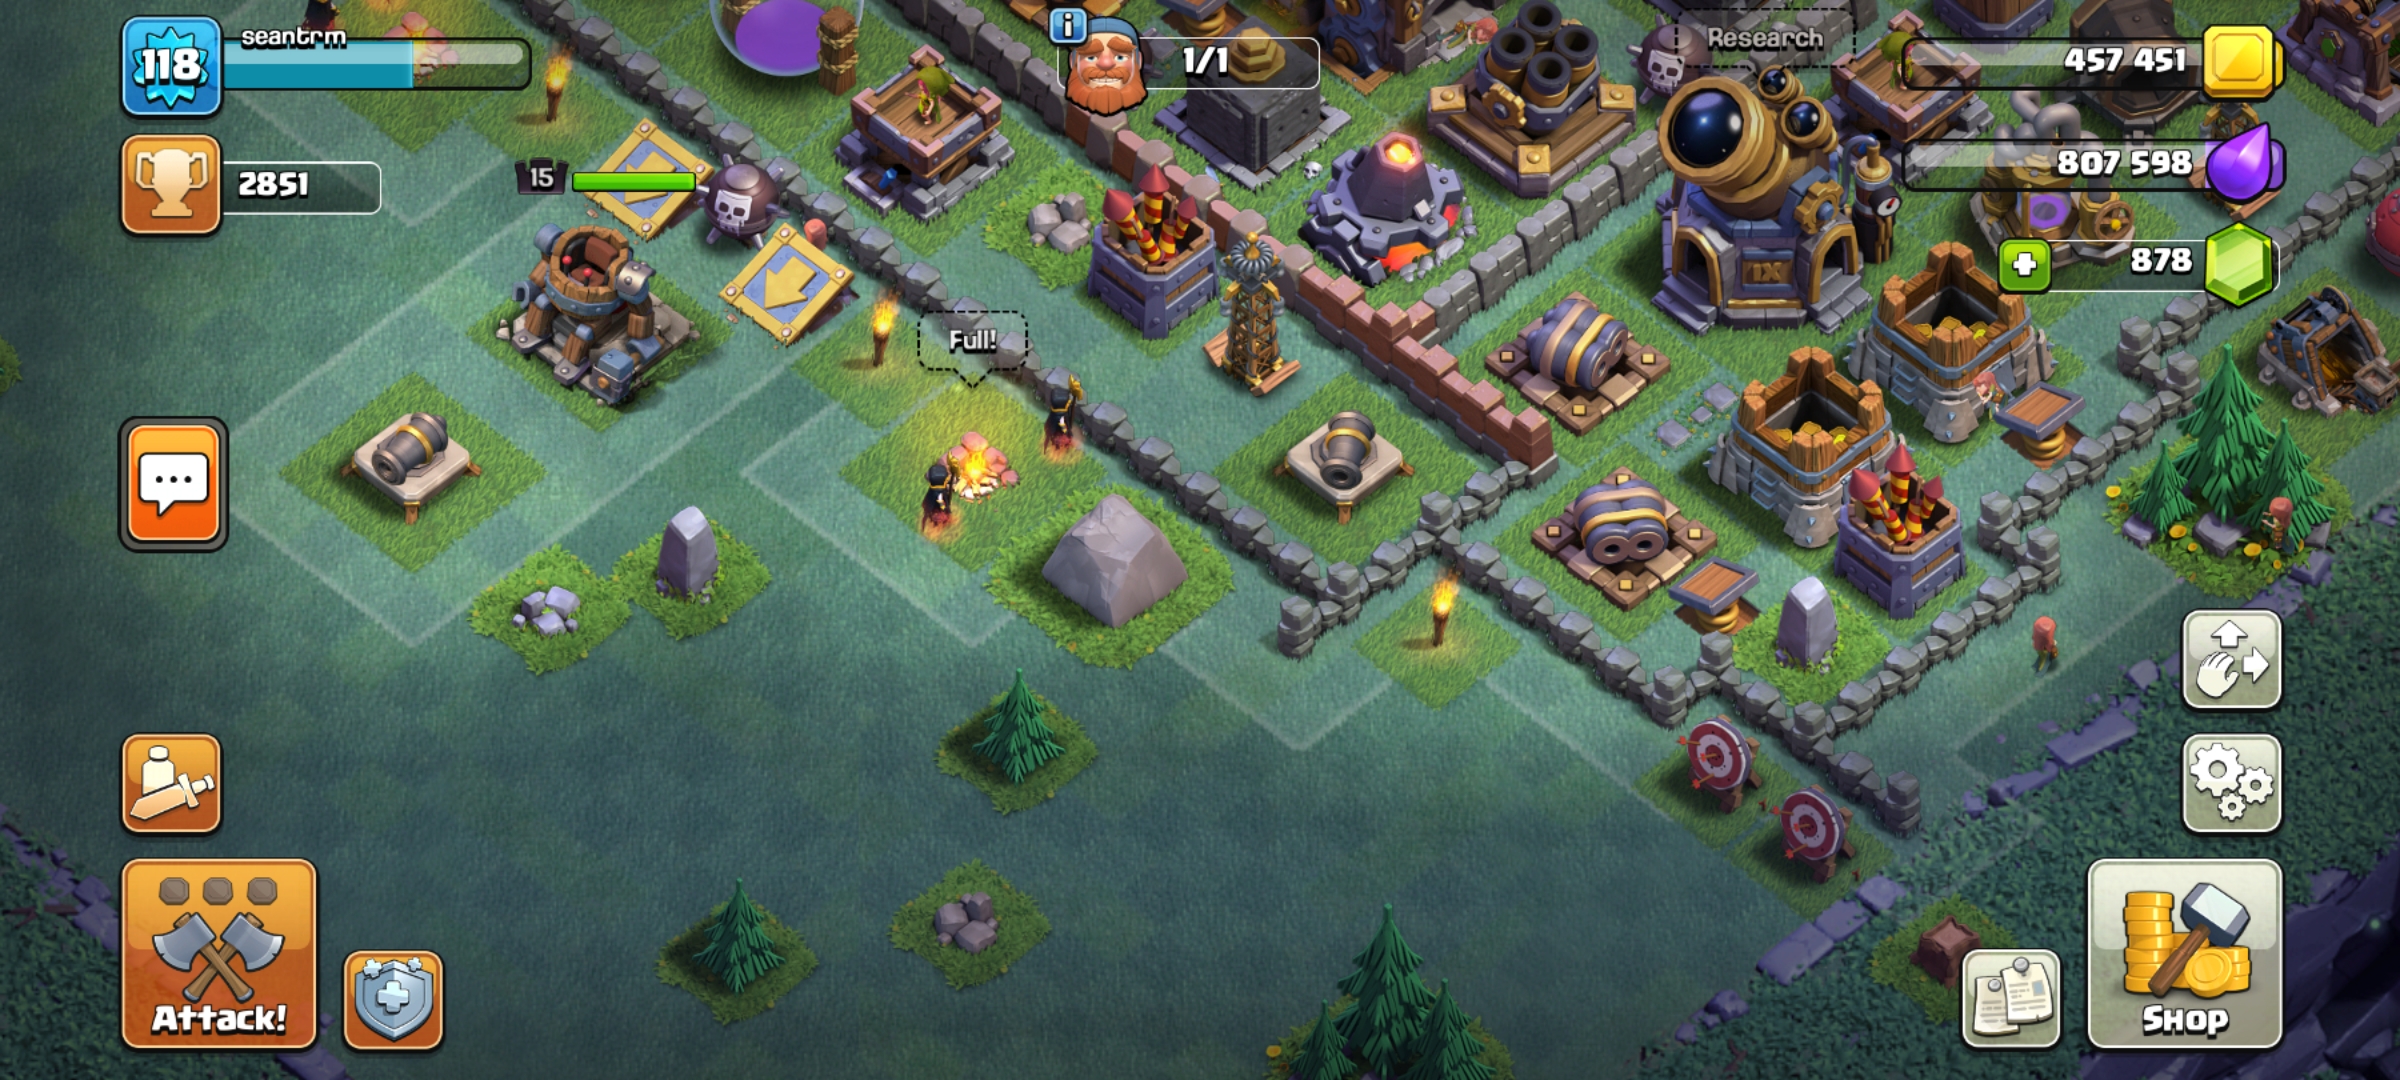 118
seantrm
1/1
Research
457 451
2851
15
807 598
878
Full!
IX
Attack!
Shop